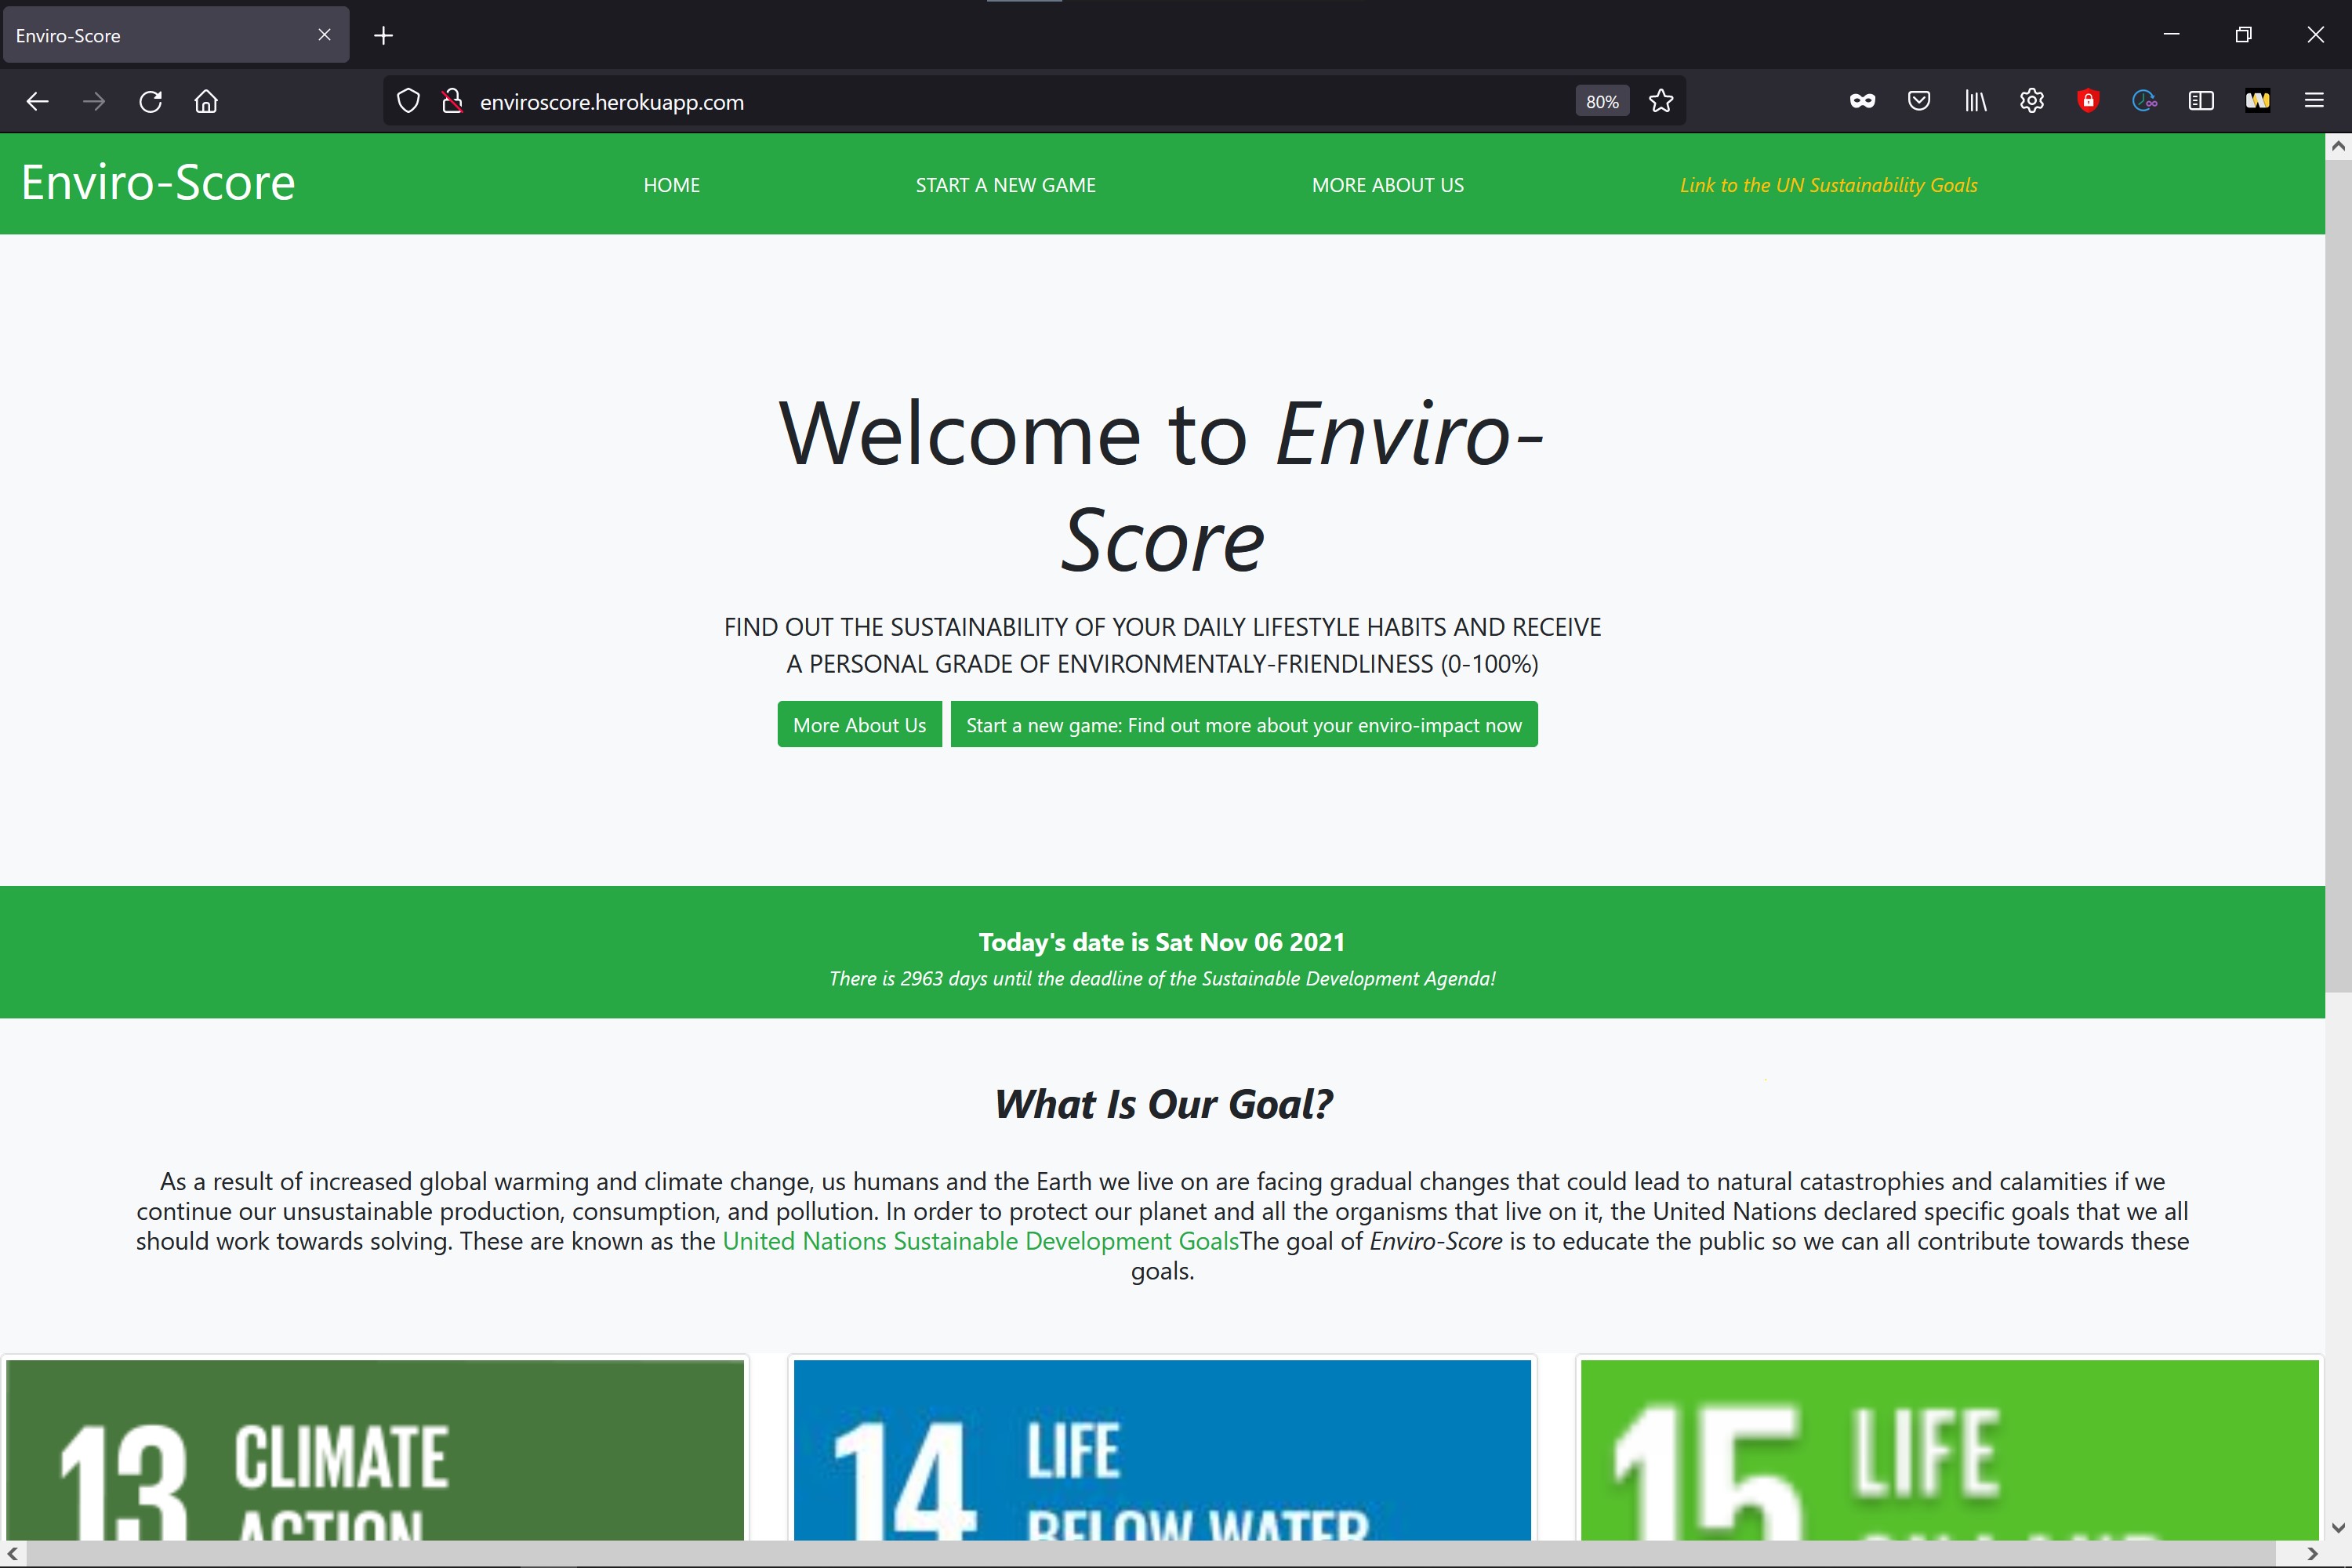 Enviro-Score
enviroscore.herokuapp.com
80%
Enviro-Score
HOME
START A NEW GAME
MORE ABOUT US
Link to the UN Sustainability Goals
Welcome to Enviro-
Score
FIND OUT THE SUSTAINABILITY OF YOUR DAILY LIFESTYLE HABITS AND RECEIVE
A PERSONAL GRADE OF ENVIRONMENTALY-FRIENDLINESS (0-100%)
More About Us
Start a new game: Find out more about your enviro-impact now
Today's date is Sat Nov 06 2021
There is 2963 days until the deadline of the Sustainable Development Agenda!
What Is Our Goal?
As a result of increased global warming and climate change, us humans and the Earth we live on are facing gradual changes that could lead to natural catastrophies and calamities if we
continue our unsustainable production, consumption, and pollution. In order to protect our planet and all the organisms that live on it, the United Nations declared specific goals that we all
should work towards solving. These are known as the United Nations Sustainable Development GoalsThe goal of Enviro-Score is to educate the public so we can all contribute towards these
goals.
13 CLIMATE
ACTION
14 LIFE
BELOW WATER
15 LIFE